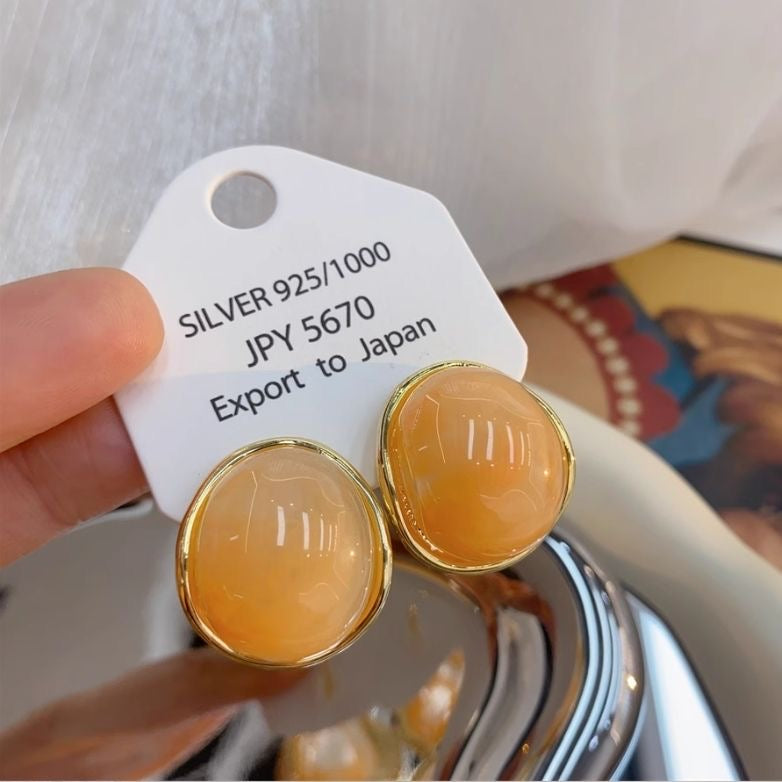 SILVER 925/1000
JPY 5670
Export to Japan